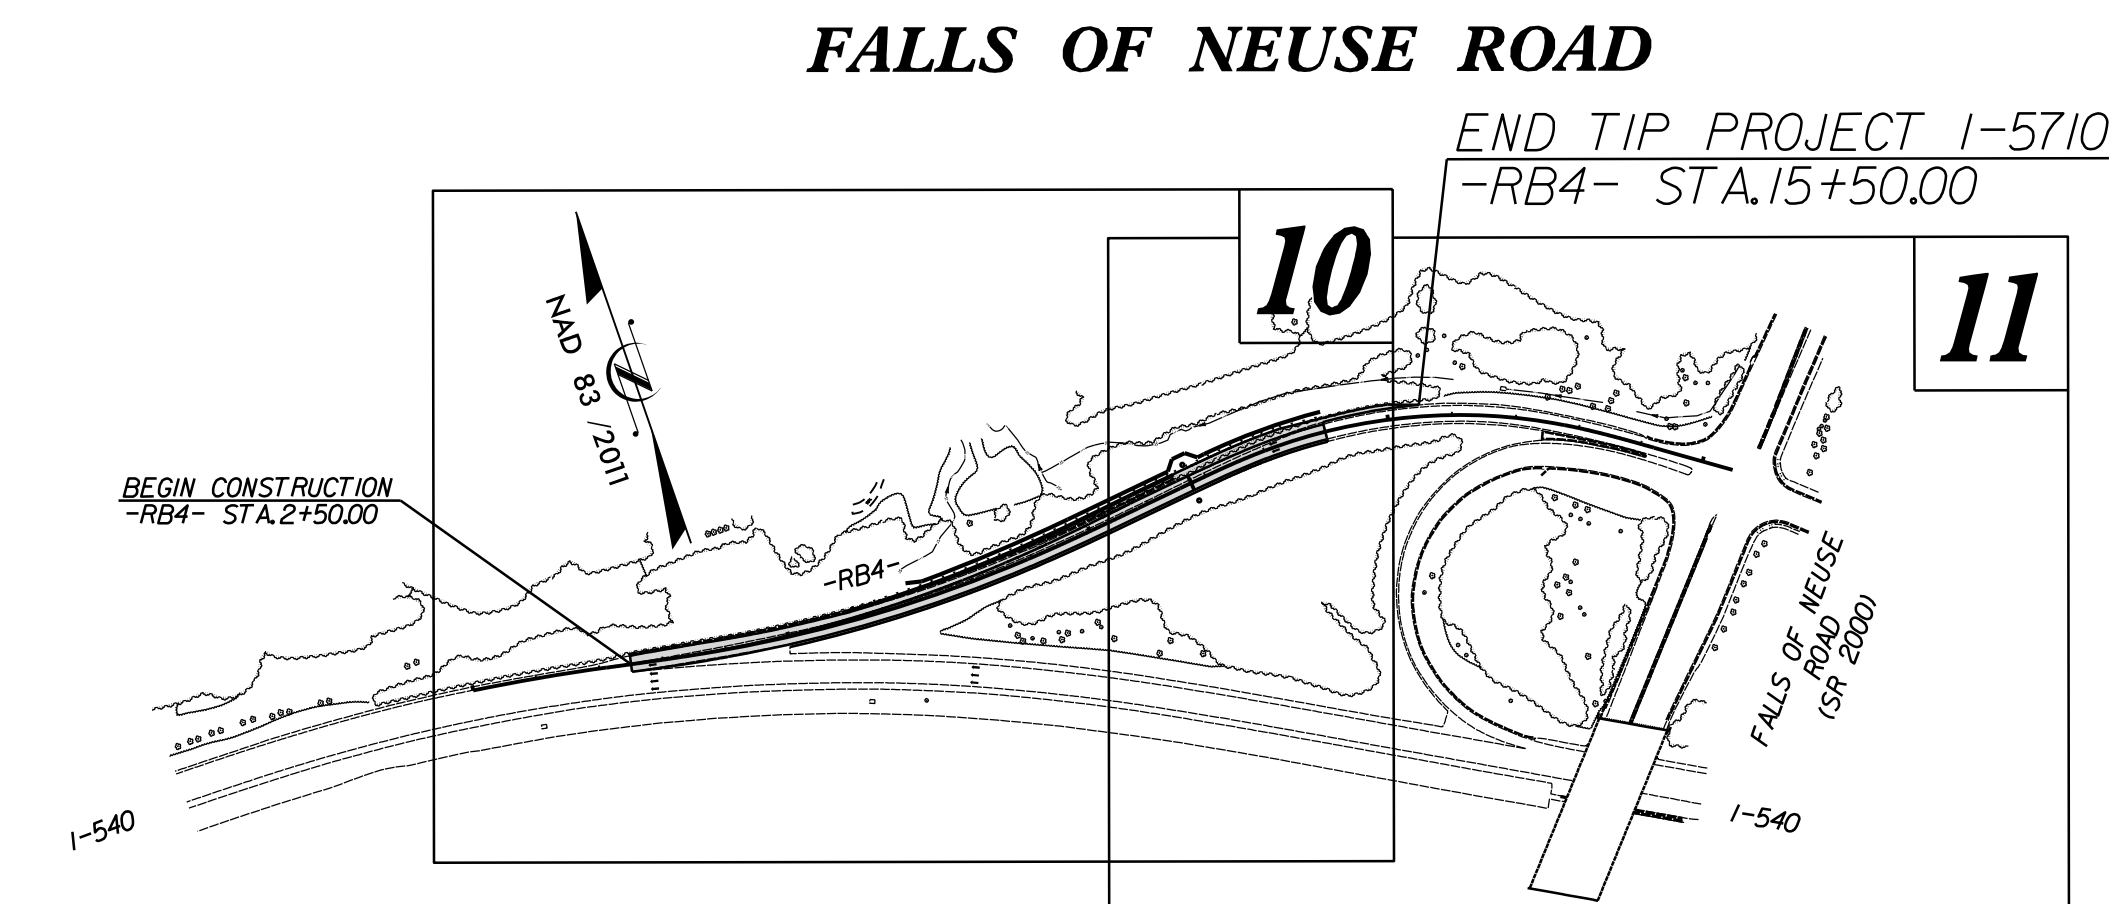 FALLS OF NEUSE ROAD
END TIP PROJECT I-5710
-RB4- STA.15+50.00
10
11
NAD 83 /2011
BEGIN CONSTRUCTION
-RB4- STA.2+50.00
-RB4-
FALLS OF NEUSE
ROAD
(SR 2000)
I-540
I-540